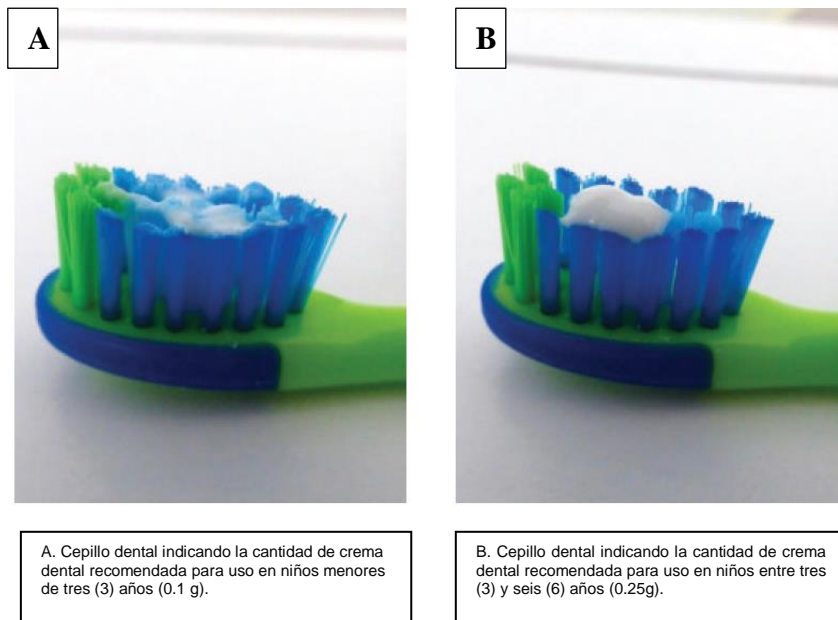 A
B
A. Cepillo dental indicando la cantidad de crema
dental recomendada para uso en niños menores
de tres (3) años (0.1 g).
B. Cepillo dental indicando la cantidad de crema
dental recomendada para uso en niños entre tres
(3) y seis (6) años (0.25g).